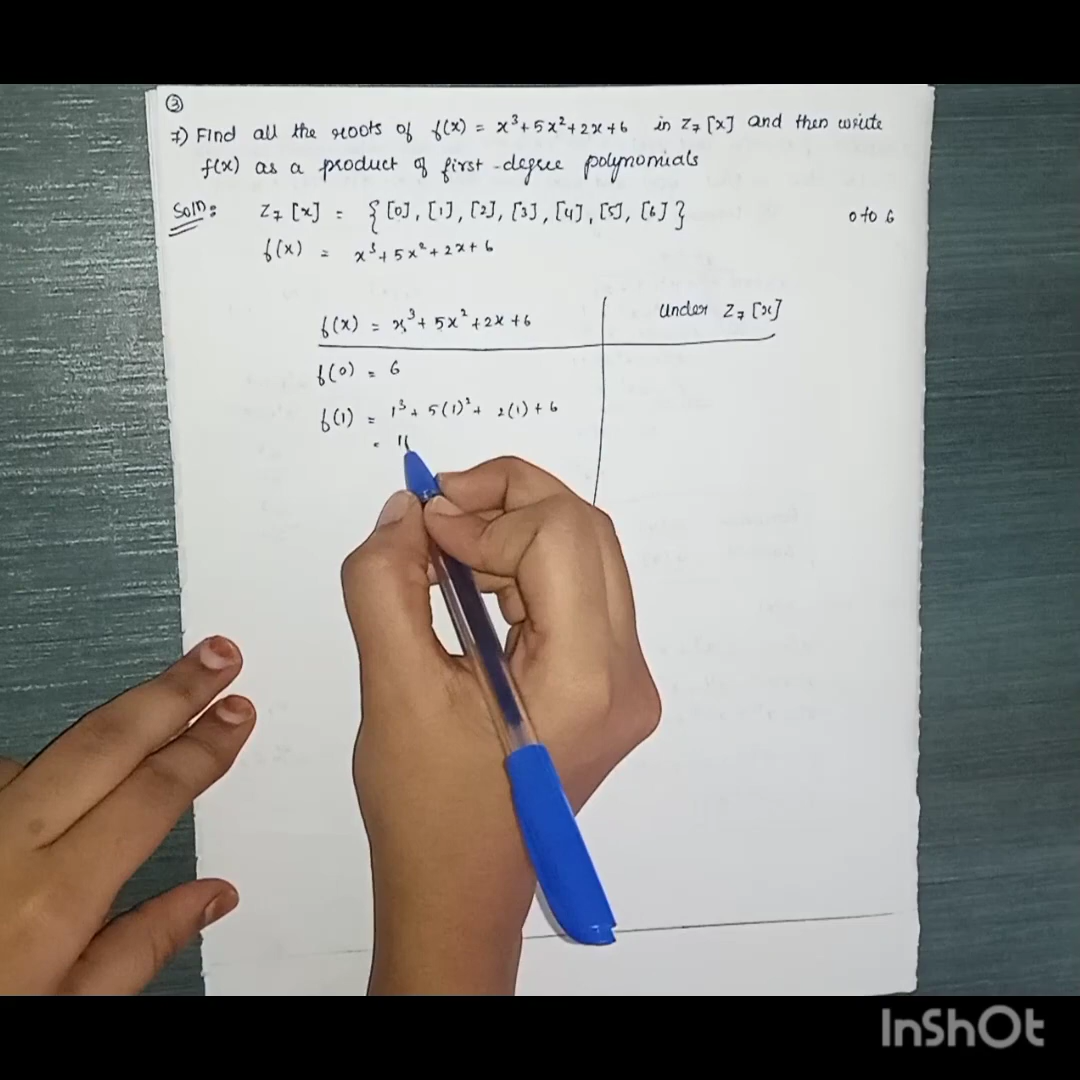 ③
7) Find all the roots of f(x) = x³+5x²+2x+6 in Z₇[x] and then write
f(x) as a product of first-degree polynomials
Soln: Z₇[x] = {[0], [1], [2], [3], [4], [5], [6]} 0 to 6
f(x) = x³+5x²+2x+6
f(x) = x³+5x²+2x+6 under Z₇[x]
f(0) = 6
f(1) = 1³+5(1)²+ 2(1)+6
=
InShOt